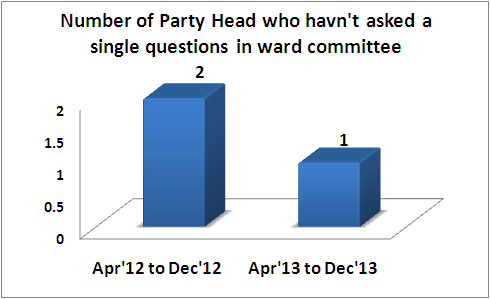 Number of Party Head who havn't asked a
single questions in ward committee
2
1
2
1.5
1
0.5
0
Apr'12 to Dec'12
Apr'13 to Dec'13